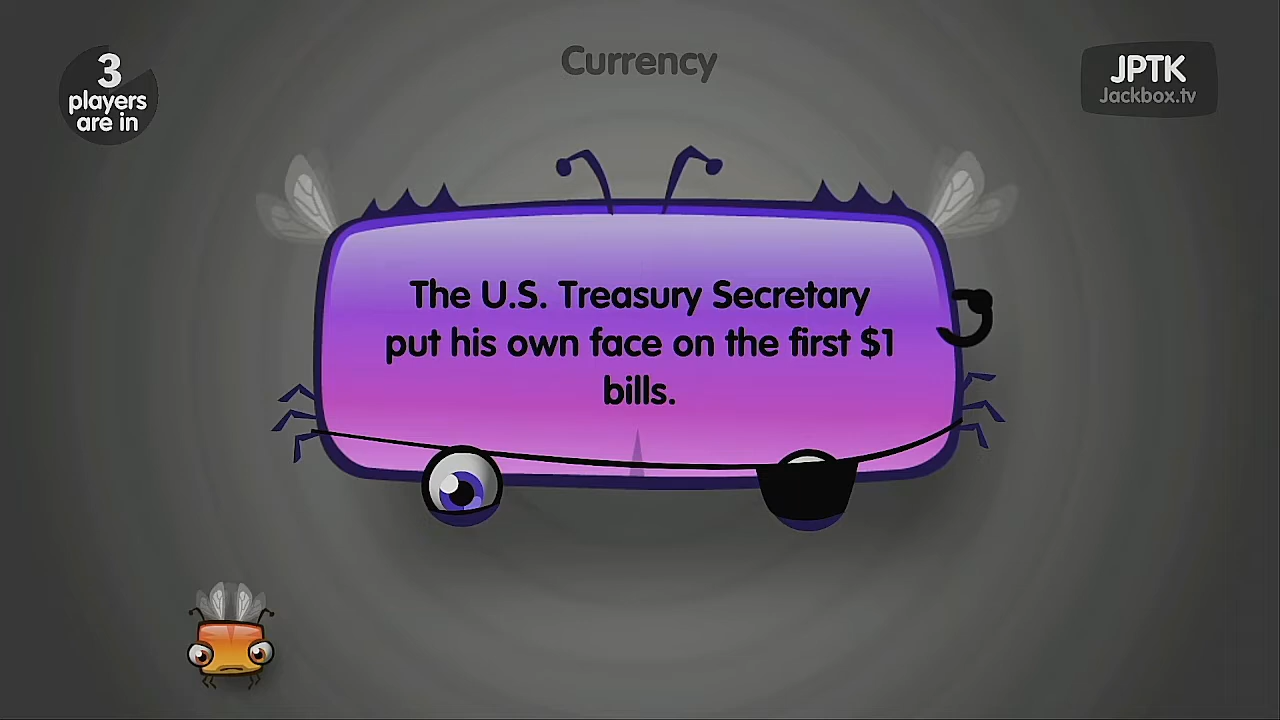 3
players
are in
Currency
JPTK
Jackbox.tv
The U.S. Treasury Secretary
put his own face on the first $1
bills.